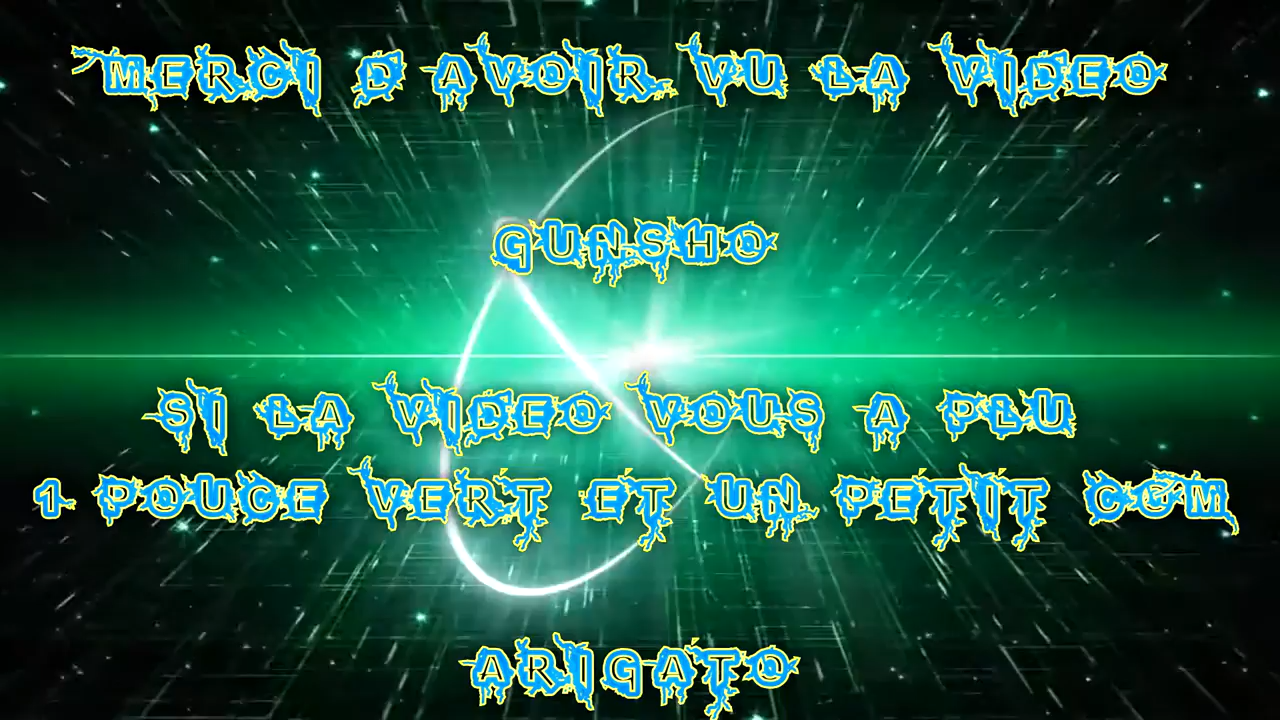 MERCI D AVOIR VU LA VIDEO
GUNSHO
SI LA VIDEO VOUS A PLU
1 POUCE VERT ET UN PETIT COM
ARIGATO